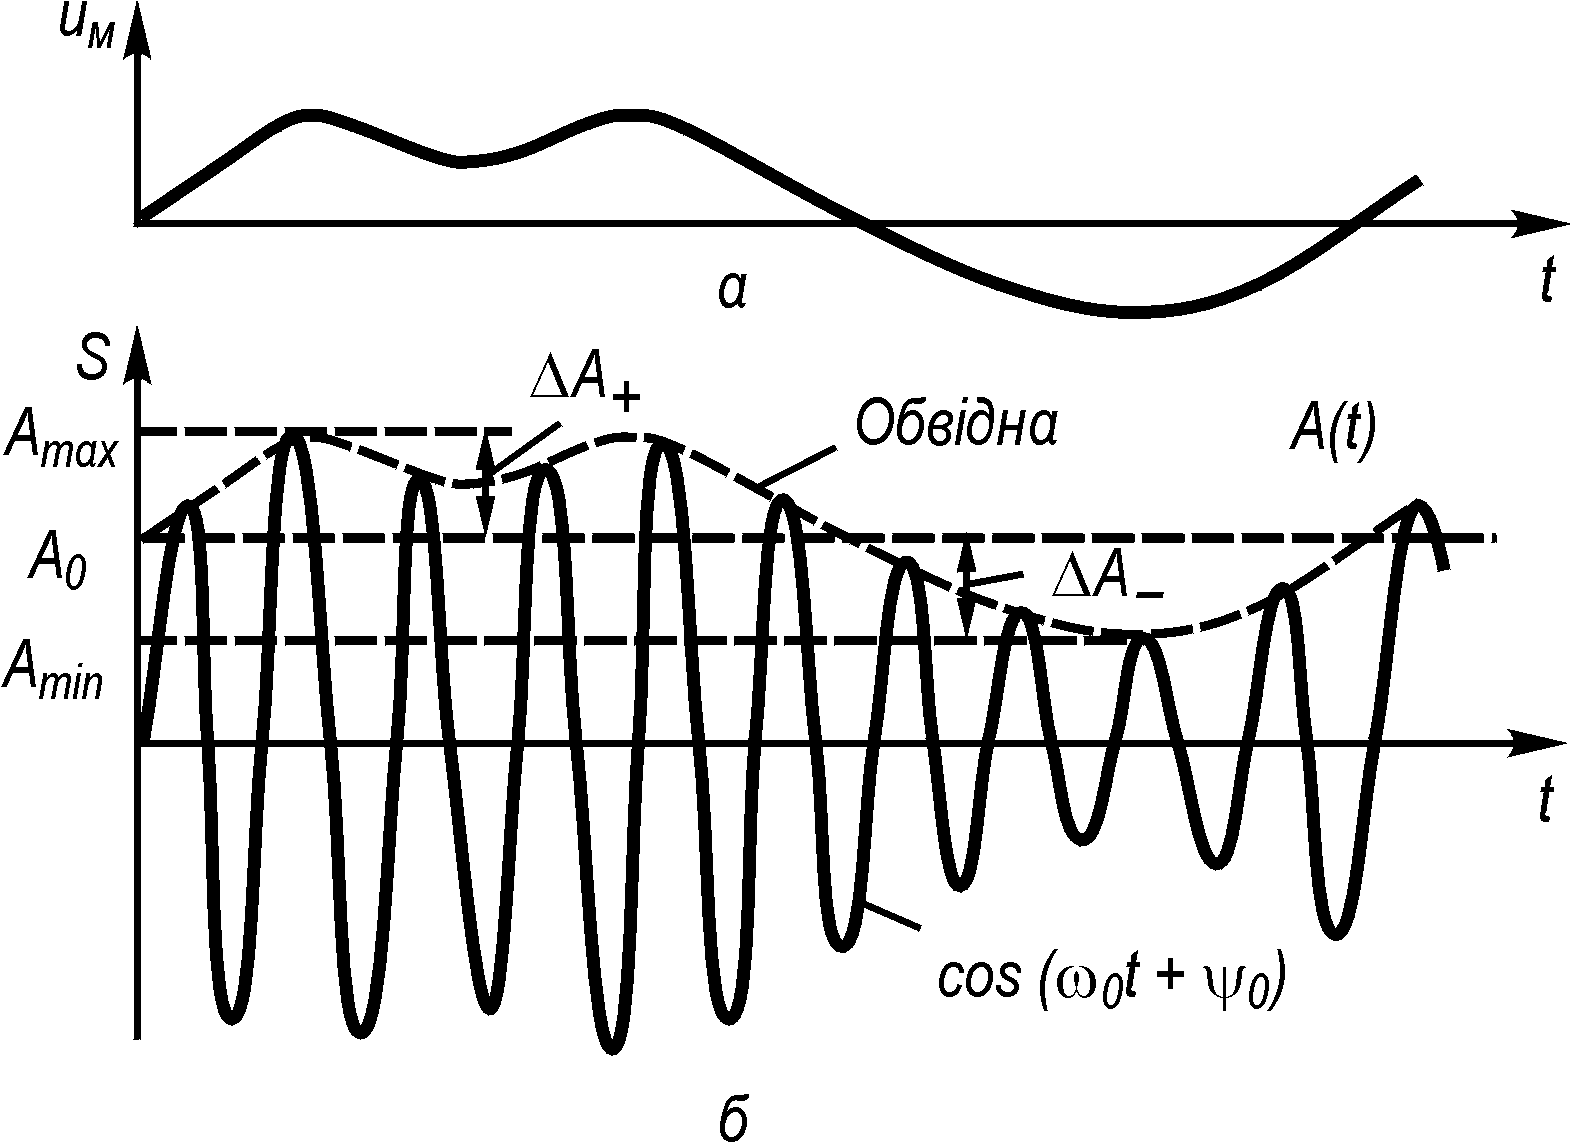 uм
t
а
S
ΔA+
Amax
Обвідна
A(t)
A0
ΔA−
Amin
t
cos (ω0t + ψ0)
б